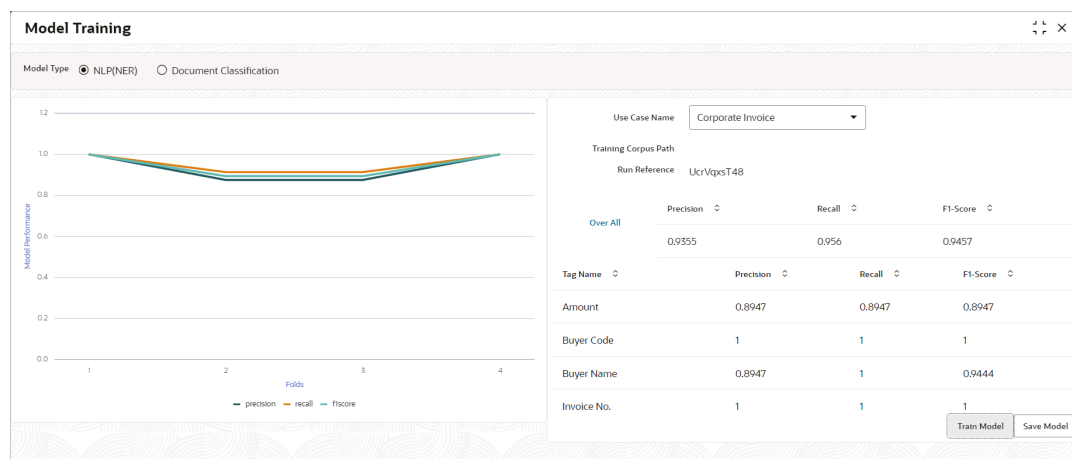 Model Training
Model Type NLP(NER) Document Classification
1.2
1.0
0.8
0.6
0.4
0.2
0.0
Model Performance
1 2 3 4
Folds
precision recall f1score
Use Case Name Corporate Invoice
Training Corpus Path
Run Reference UcrVqxsT48
Over All
Precision Recall F1-Score
0.9355 0.956 0.9457
Tag Name Precision Recall F1-Score
Amount 0.8947 0.8947 0.8947
Buyer Code 1 1 1
Buyer Name 0.8947 1 0.9444
Invoice No. 1 1 1
Train Model Save Model